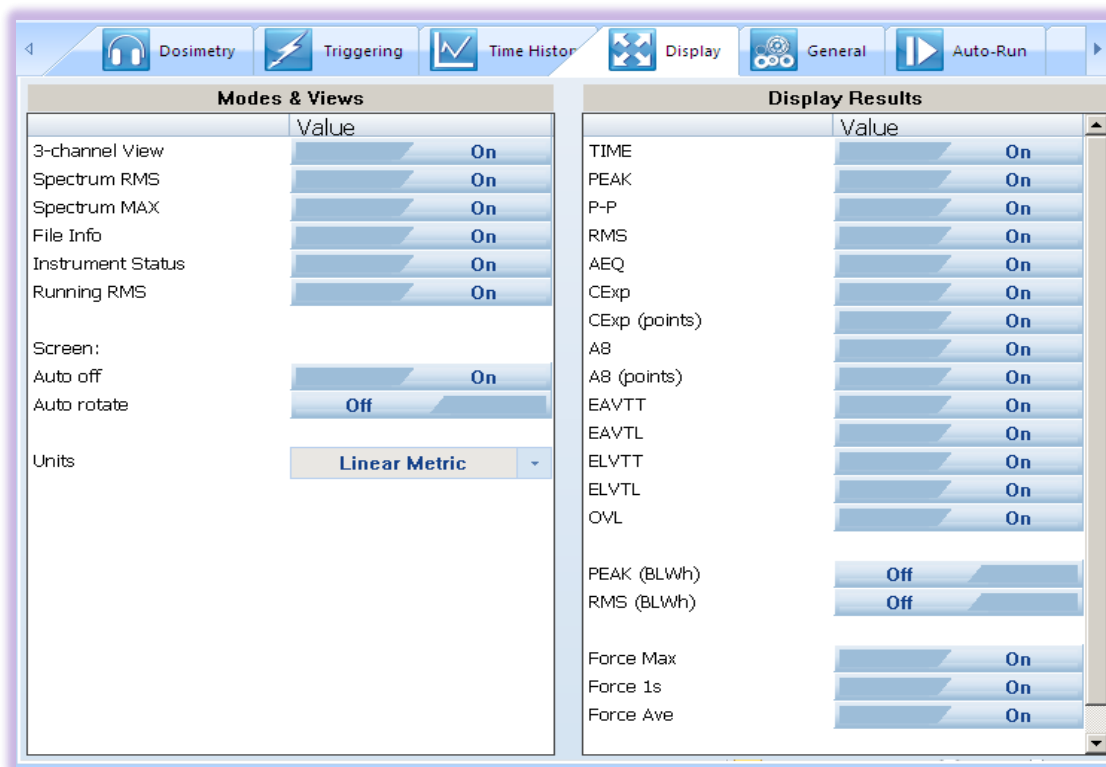 Dosimetry Triggering Time Histor Display General Auto-Run
Modes & Views
Value
3-channel View On
Spectrum RMS On
Spectrum MAX On
File Info On
Instrument Status On
Running RMS On
Screen:
Auto off On
Auto rotate Off
Units Linear Metric
Display Results
Value
TIME On
PEAK On
P-P On
RMS On
AEQ On
CExp On
CExp (points) On
A8 On
A8 (points) On
EAVTT On
EAVTL On
ELVTT On
ELVTL On
OVL On
PEAK (BLWh) Off
RMS (BLWh) Off
Force Max On
Force 1s On
Force Ave On